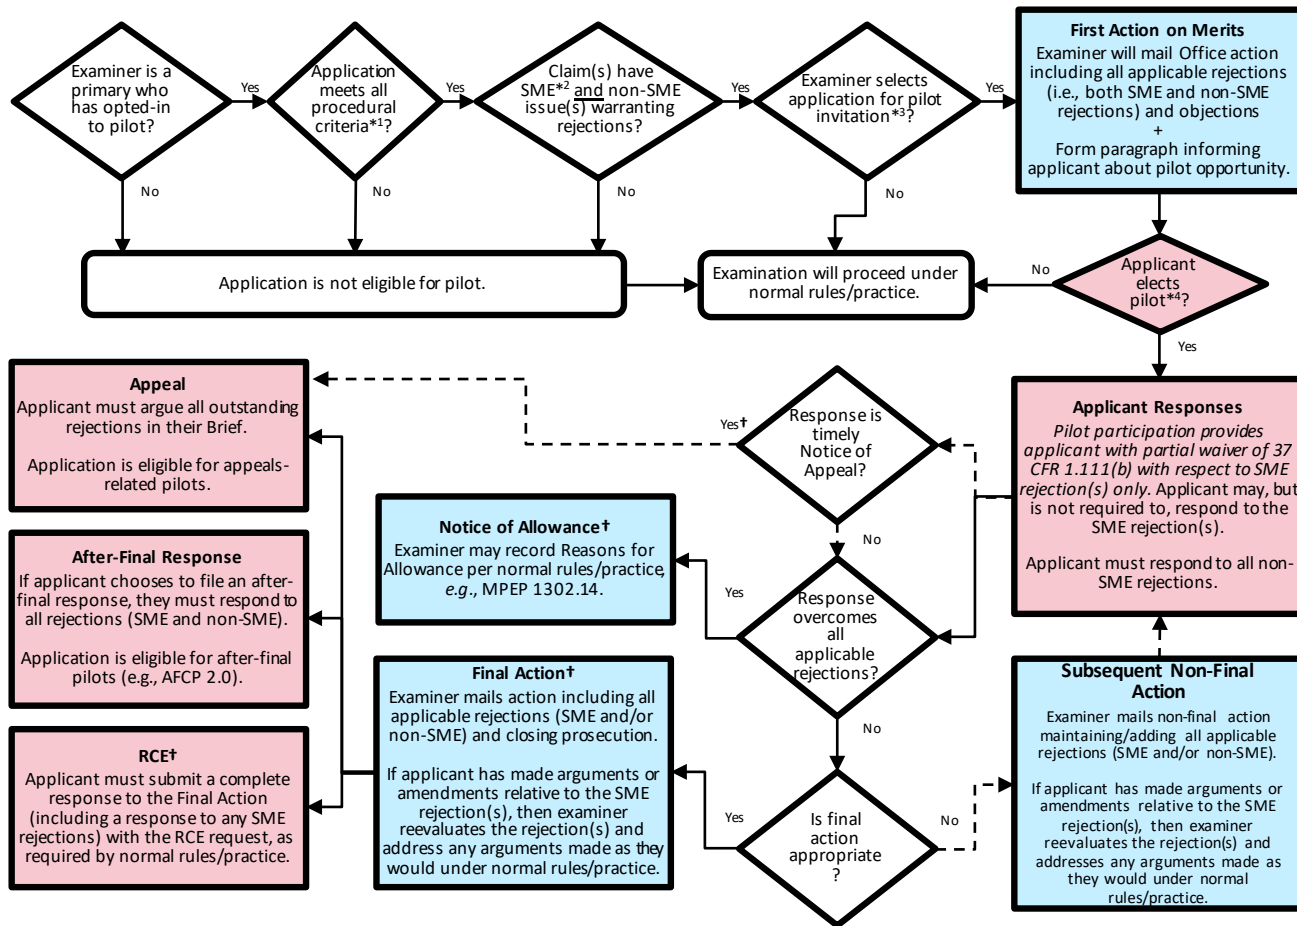 Examiner is a
primary who
has opted-in
to pilot?
Yes
No
Application
meets all
procedural
criteria*1?
Yes
No
Claim(s) have
SME*2 and non-SME
issue(s) warranting
rejections?
Yes
No
Examiner selects
application for pilot
invitation*3?
Yes
No
First Action on Merits
Examiner will mail Office action
including all applicable rejections
(i.e., both SME and non-SME
rejections) and objections
+
Form paragraph informing
applicant about pilot opportunity.
Application is not eligible for pilot.
Examination will proceed under
normal rules/practice.
No
Applicant
elects
pilot*4?
Yes
Appeal
Applicant must argue all outstanding
rejections in their Brief.
Application is eligible for appeals-
related pilots.
Yes†
Response is
timely
Notice of
Appeal?
No
Applicant Responses
Pilot participation provides
applicant with partial waiver of 37
CFR 1.111(b) with respect to SME
rejection(s) only. Applicant may, but
is not required to, respond to the
SME rejection(s).
Applicant must respond to all non-
SME rejections.
Notice of Allowance†
Examiner may record Reasons for
Allowance per normal rules/practice,
e.g., MPEP 1302.14.
After-Final Response
If applicant chooses to file an after-
final response, they must respond to
all rejections (SME and non-SME).
Application is eligible for after-final
pilots (e.g., AFCP 2.0).
Yes
Response
overcomes
all
applicable
rejections?
No
Final Action†
Examiner mails action including all
applicable rejections (SME and/or
non-SME) and closing prosecution.
If applicant has made arguments or
amendments relative to the SME
rejection(s), then examiner
reevaluates the rejection(s) and
address any arguments made as they
would under normal rules/practice.
Subsequent Non-Final
Action
Examiner mails non-final action
maintaining/adding all applicable
rejections (SME and/or non-SME).
If applicant has made arguments or
amendments relative to the SME
rejection(s), then examiner
reevaluates the rejection(s) and
addresses any arguments made as
they would under normal
rules/practice.
RCE†
Applicant must submit a complete
response to the Final Action
(including a response to any SME
rejections) with the RCE request, as
required by normal rules/practice.
Yes
Is final
action
appropriate
?
No